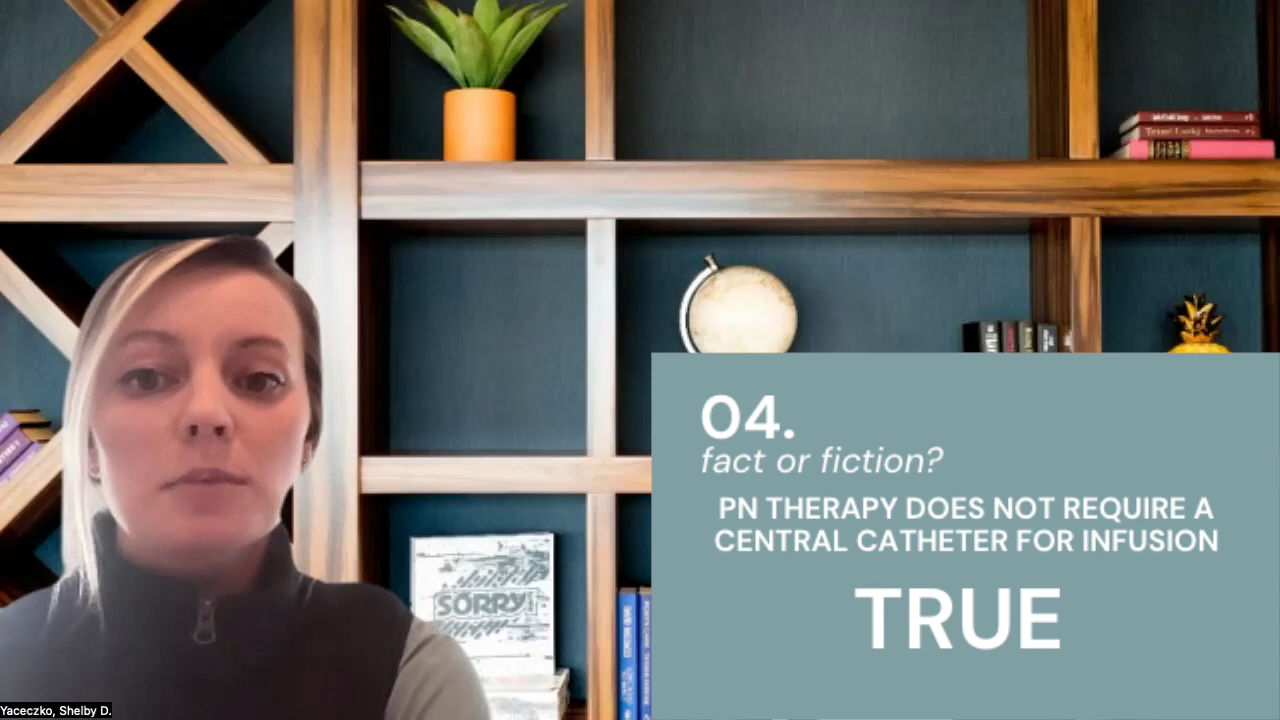 SORRY!
04.
fact or fiction?
PN THERAPY DOES NOT REQUIRE A
CENTRAL CATHETER FOR INFUSION
TRUE
Yaceczko, Shelby D.